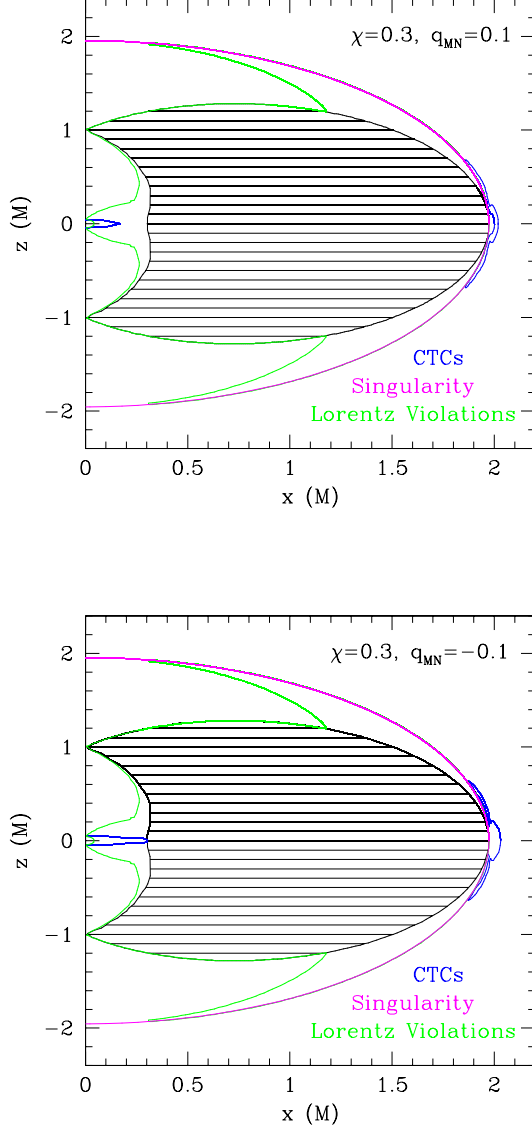 χ=0.3, q_MN=0.1
2
1
0
−1
−2
z (M)
CTCs
Singularity
Lorentz Violations
0 0.5 1 1.5 2
x (M)
χ=0.3, q_MN=−0.1
2
1
0
−1
−2
z (M)
CTCs
Singularity
Lorentz Violations
0 0.5 1 1.5 2
x (M)